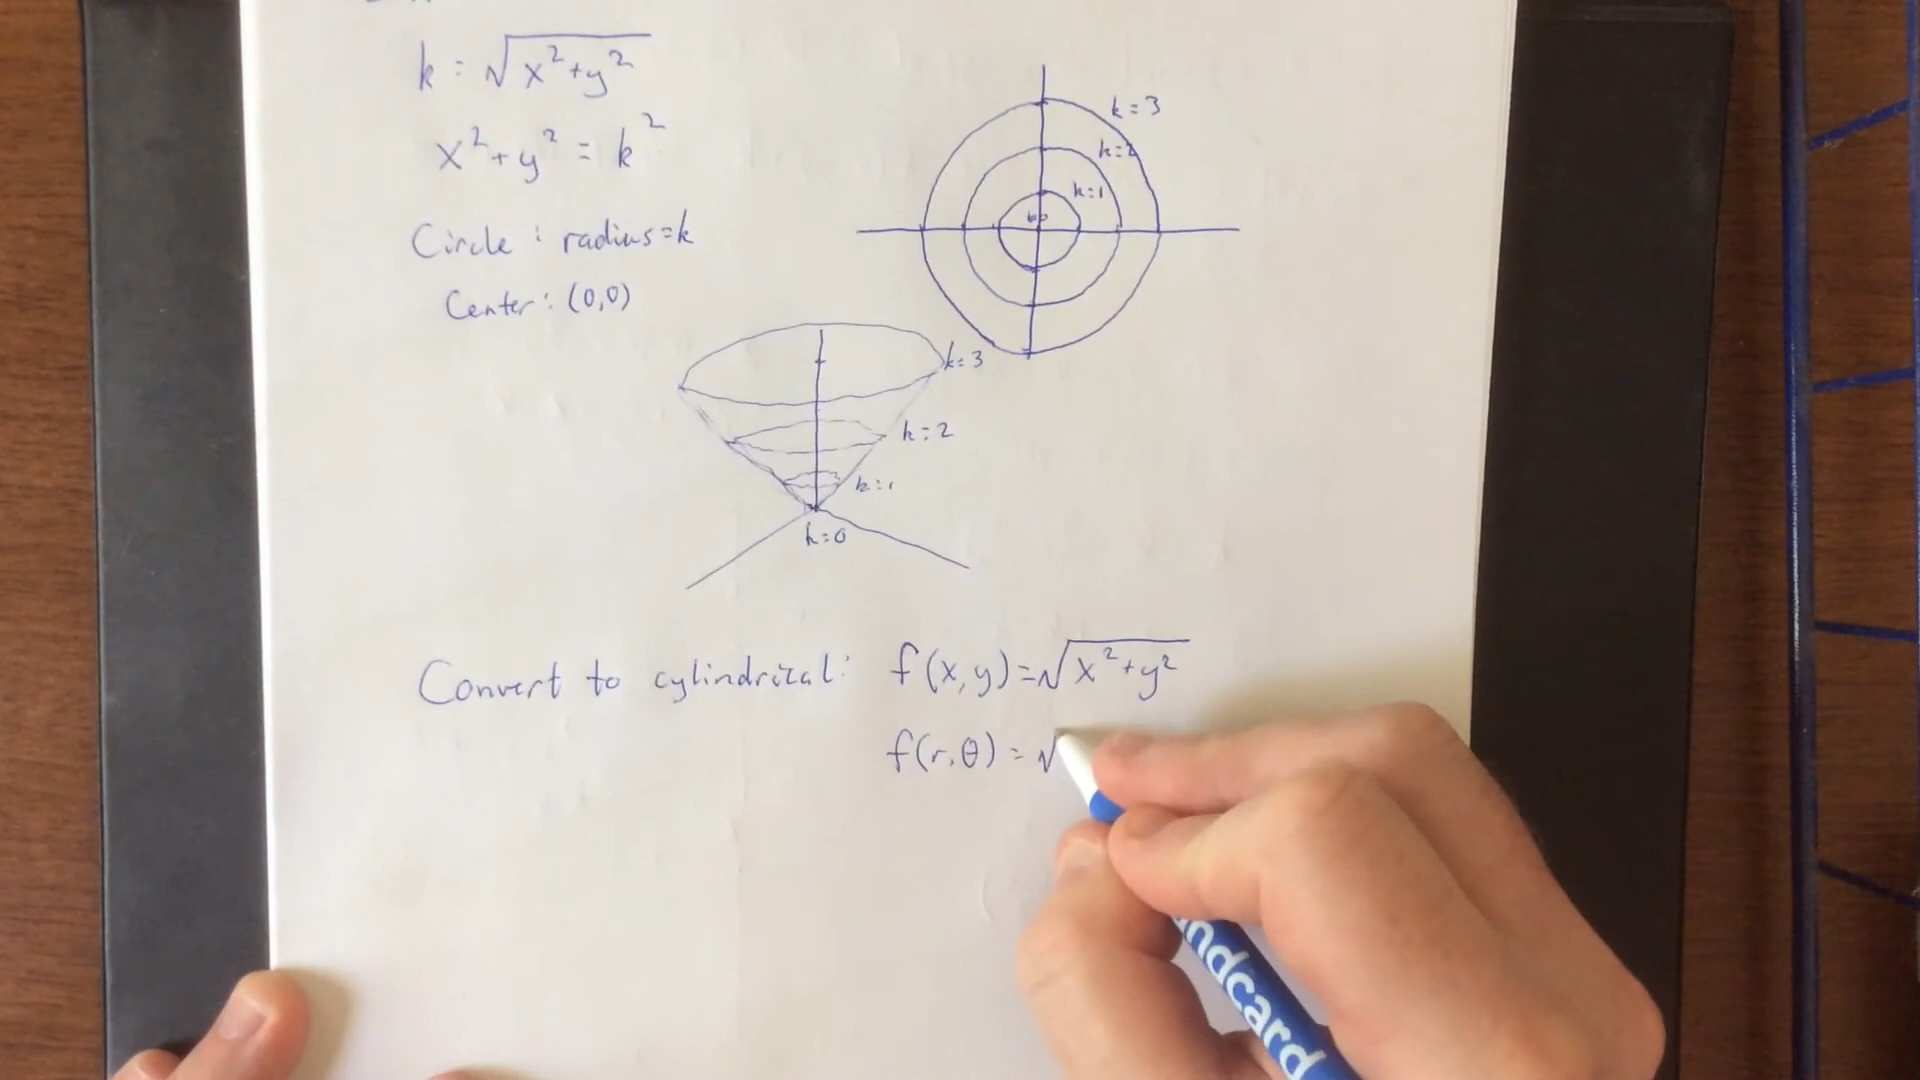 k = √x²+y²
x²+y² = k²
Circle : radius=k
Center : (0,0)
k=3
k=2
k=1
k=3
k=2
k=1
k=0
Convert to cylindrical: f(x,y)=√x²+y²
f(r,θ) = √
ndcard